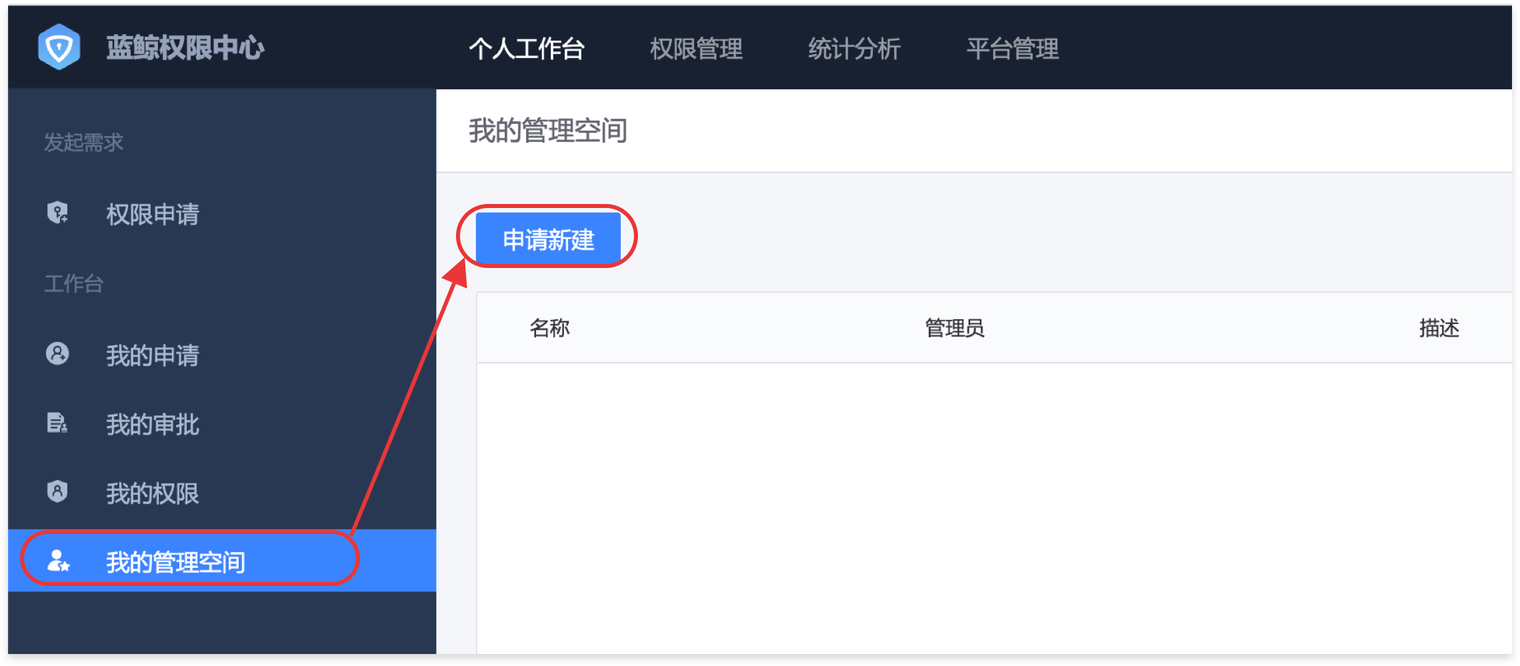 蓝鲸权限中心
个人工作台 权限管理 统计分析 平台管理
发起需求
权限申请
工作台
我的申请
我的审批
我的权限
我的管理空间
我的管理空间
申请新建
名称 管理员 描述